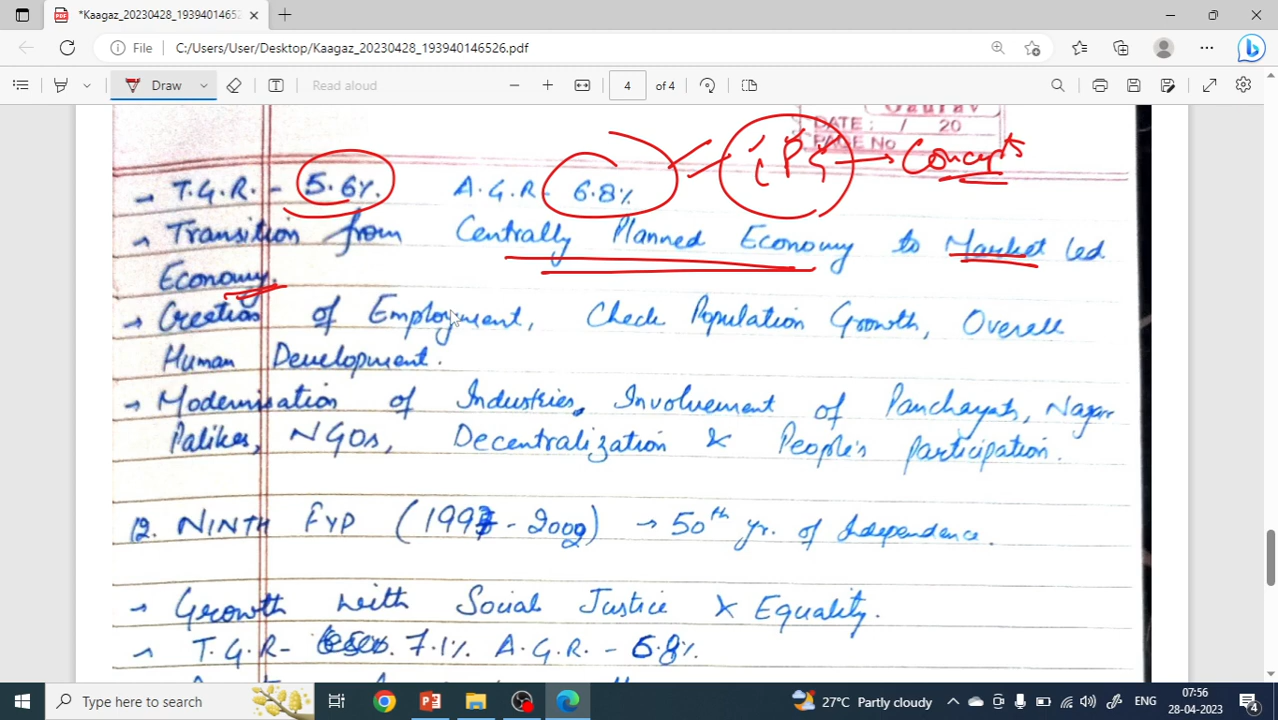 *Kaagaz_20230428_193940146526
File
C:/Users/User/Desktop/Kaagaz_20230428_193940146526.pdf
Draw
Read aloud
4
of 4
DATE : / 20
PAGE No
{P} → Concepts
→ T.G.R. - 5.6%. A.G.R- 6.8%
→ Transition from Centrally Planned Economy to Market led
Economy.
→ Creation of Employment, Check Population Growth, Overall
Human Development.
→ Modernisation of Industries, Involvement of Panchayats, Nagar
Palikas, NGOs, Decentralization & People's Participation.
12. NINTH FYP (1997 - 2002) → 50th yr. of Independence.
→ Growth with Social Justice & Equality.
→ T.G.R- 7.1% A.G.R. - 6.8%.
Type here to search
27°C Partly cloudy
ENG
07:56
28-04-2023
4